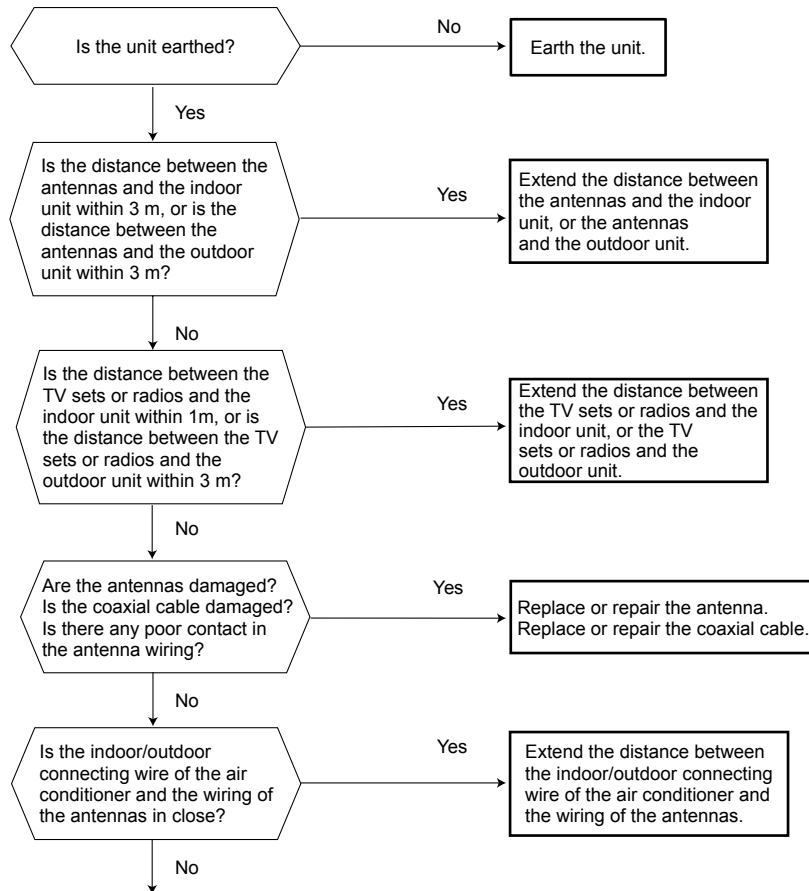 Is the unit earthed?
No
Earth the unit.
Yes
Is the distance between the
antennas and the indoor
unit within 3 m, or is the
distance between the
antennas and the outdoor
unit within 3 m?
Yes
Extend the distance between
the antennas and the indoor
unit, or the antennas
and the outdoor unit.
No
Is the distance between the
TV sets or radios and the
indoor unit within 1m, or is
the distance between the TV
sets or radios and the
outdoor unit within 3 m?
Yes
Extend the distance between
the TV sets or radios and the
indoor unit, or the TV
sets or radios and the
outdoor unit.
No
Are the antennas damaged?
Is the coaxial cable damaged?
Is there any poor contact in
the antenna wiring?
Yes
Replace or repair the antenna.
Replace or repair the coaxial cable.
No
Is the indoor/outdoor
connecting wire of the air
conditioner and the wiring of
the antennas in close?
Yes
Extend the distance between
the indoor/outdoor connecting
wire of the air conditioner and
the wiring of the antennas.
No